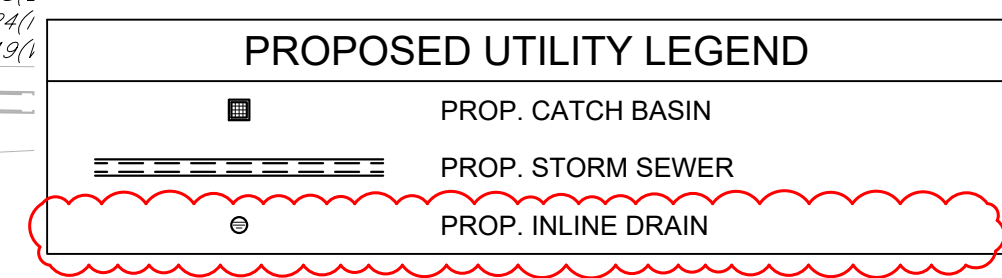 PROPOSED UTILITY LEGEND
PROP. CATCH BASIN
PROP. STORM SEWER
PROP. INLINE DRAIN